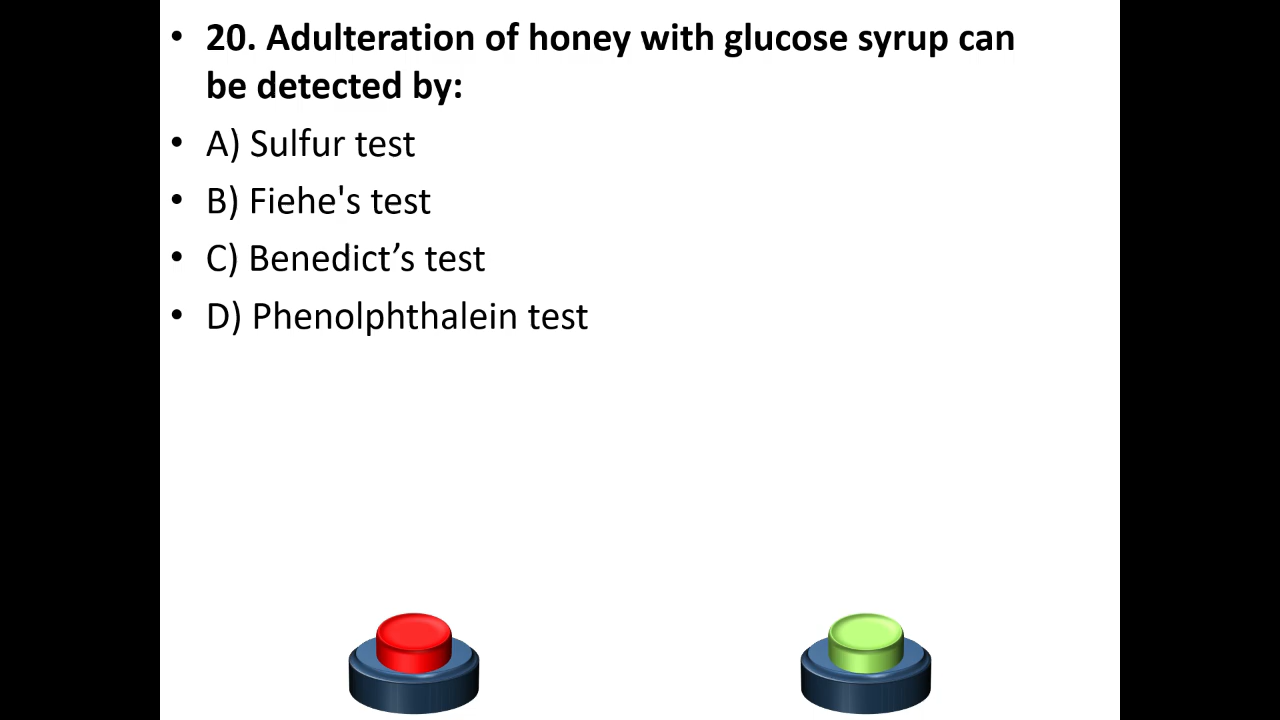 • 20. Adulteration of honey with glucose syrup can
be detected by:
• A) Sulfur test
• B) Fiehe's test
• C) Benedict’s test
• D) Phenolphthalein test